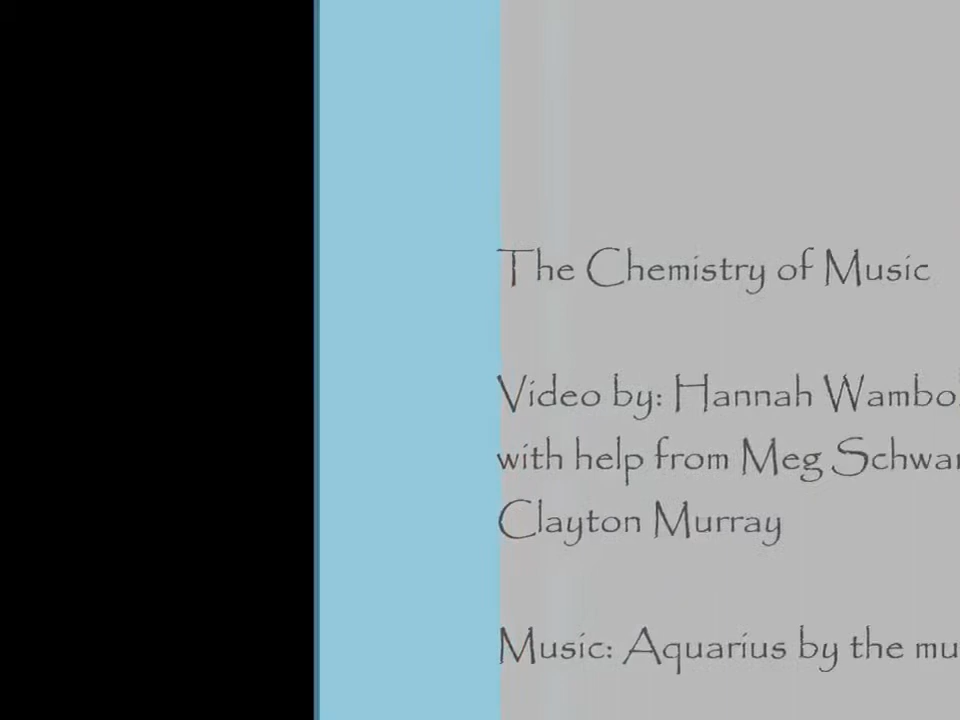 The Chemistry of Music
Video by: Hannah
with help from Meg
Clayton Murray
Music: Aquarius by the